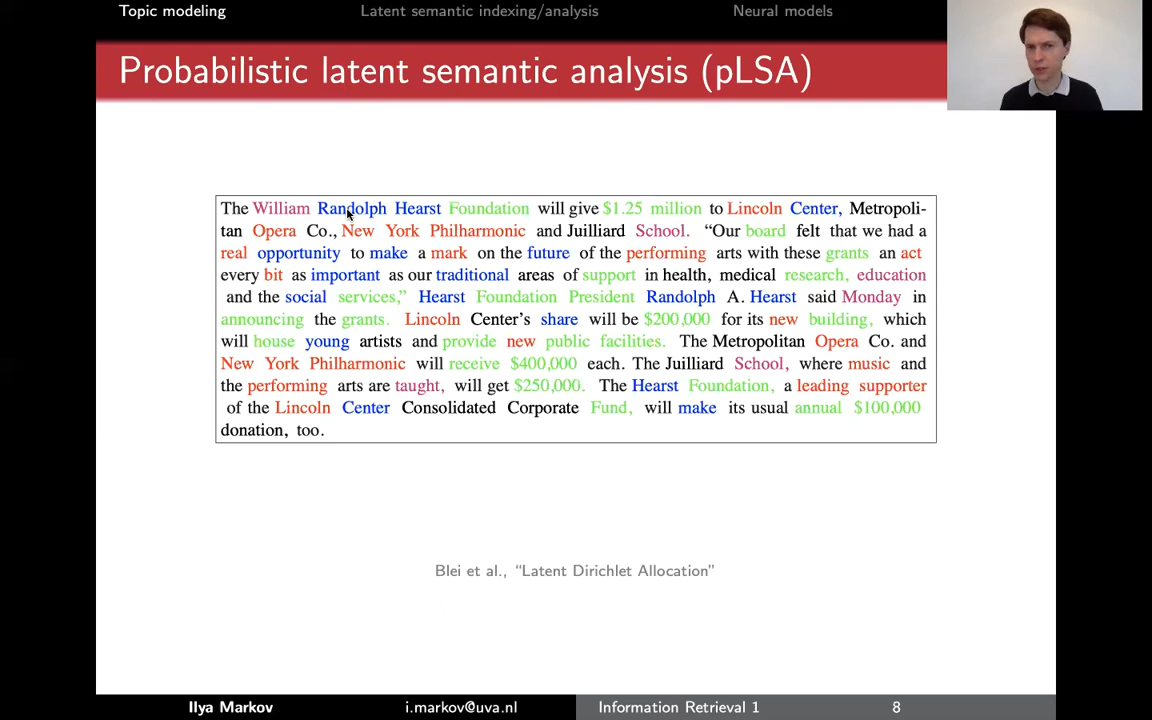 Topic modeling Latent semantic indexing/analysis Neural models
Probabilistic latent semantic analysis (pLSA)
The William Randolph Hearst Foundation will give $1.25 million to Lincoln Center, Metropoli-
tan Opera Co., New York Philharmonic and Juilliard School. “Our board felt that we had a
real opportunity to make a mark on the future of the performing arts with these grants an act
every bit as important as our traditional areas of support in health, medical research, education
and the social services,” Hearst Foundation President Randolph A. Hearst said Monday in
announcing the grants. Lincoln Center’s share will be $200,000 for its new building, which
will house young artists and provide new public facilities. The Metropolitan Opera Co. and
New York Philharmonic will receive $400,000 each. The Juilliard School, where music and
the performing arts are taught, will get $250,000. The Hearst Foundation, a leading supporter
of the Lincoln Center Consolidated Corporate Fund, will make its usual annual $100,000
donation, too.
Blei et al., “Latent Dirichlet Allocation”
Ilya Markov i.markov@uva.nl Information Retrieval 1 8